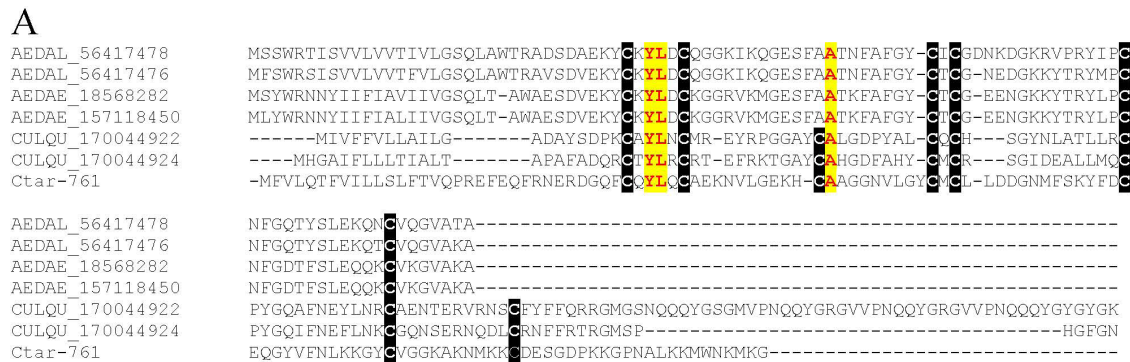 A
AEDAL_56417478 MSSWRTISVVLVVTIVLGSQLAWTRADSDAEKYCKYLDCQGGKIKQGESFAATNFAFGY-CICGDNKDGKRVPRYIPC
AEDAL_56417476 MFSWRSISVVLVVTFVLGSQLAWTRAVSDVEKYCKYLDCQGGKIKQGESFAATNFAFGY-CTCG-NEDGKKYTRYMPC
AEDAE_18568282 MSYWRNNYIIFIAVIIVGSQLT-AWAESDVEKYCKYLDCKGGRVKMGESFAATKFAFGY-CTCG-EENGKKYTRYLPC
AEDAE_157118450 MLYWRNNYIIFIALIIVGSQLT-AWAESDVEKYCKYLDCKGGRVKMGESFAATKFAFGY-CTCG-EENGKKYTRYLPC
CULQU_170044922 ------MIVFFVLLAILG-----ADAYSDPKCAYLNCMR-EYRPGGAYCALGDPYAL-CQCH---SGYNLATLLRC
CULQU_170044924 ----MHGAIFLLLTIALT-----APAFADQRCTYLRCRT-EFRKTGAYCAHGDFAHY-CMCR---SGIDEALLMQC
Ctar-761 -MFVLQTFVILLSLFTVQPREFEQFRNERDGQFCQYLQCAEKNVLGEKH-CAAGGNVLGYCMCL-LDDGNMFSKYFDC
AEDAL_56417478 NFGQTYSLEKQNCVQGVATA----------------------------------------------------------
AEDAL_56417476 NFGQTYSLEKQTCVQGVAKA----------------------------------------------------------
AEDAE_18568282 NFGDTFSLEQQKCVKGVAKA----------------------------------------------------------
AEDAE_157118450 NFGDTFSLEQQKCVKGVAKA----------------------------------------------------------
CULQU_170044922 PYGQAFNEYLNRCAENTERVRNSCFYFFQRRGMGSNQQQYGSGMVPNQQYGRGVVPNQQYGRGVVPNQQQYGYGYGK
CULQU_170044924 PYGQIFNEFLNKCGQNSERNQDLCRNFFRTRGMSP-------------------------------------HGFGN
Ctar-761 EQGYVFNLKKGYCVGGKAKNMKKCDESGDPKKGPNALKKMWNKMKG-------------------------------